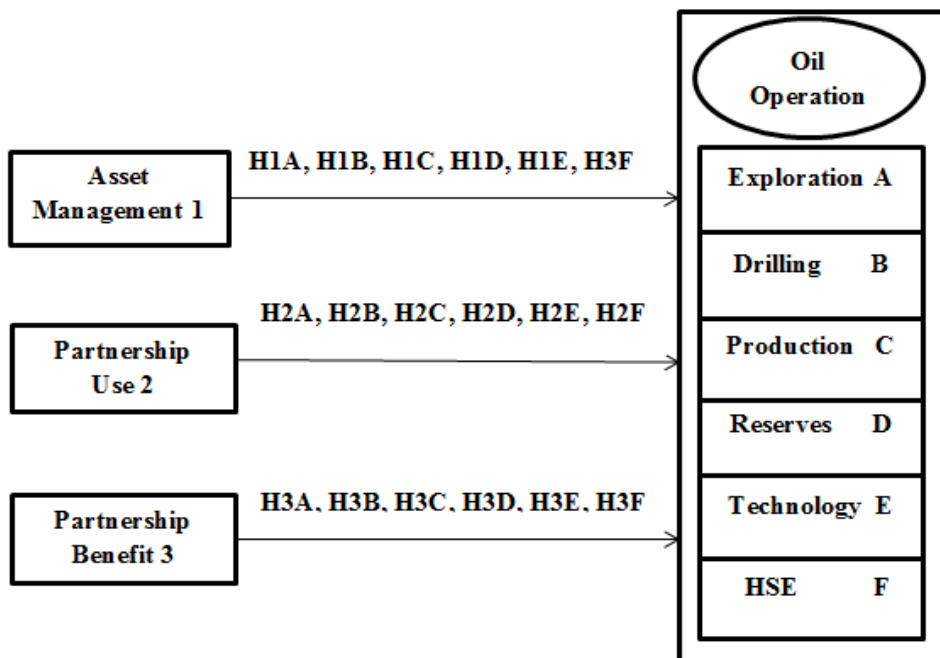 Oil
Operation
H1A, H1B, H1C, H1D, H1E, H3F
Asset
Management 1
Exploration A
Drilling B
H2A, H2B, H2C, H2D, H2E, H2F
Partnership
Use 2
Production C
Reserves D
H3A, H3B, H3C, H3D, H3E, H3F
Partnership
Benefit 3
Technology E
HSE F